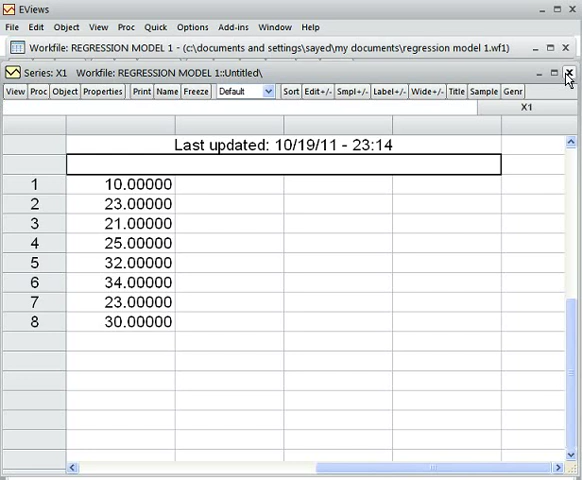 EViews
File Edit Object View Proc Quick Options Add-ins Window Help
Workfile: REGRESSION MODEL 1 - (c:\documents and settings\sayed\my documents\regression model 1.wf1)
Series: X1 Workfile: REGRESSION MODEL 1::Untitled\
View Proc Object Properties Print Name Freeze Default Sort Edit+/- Smpl+/- Label+/- Wide+/- Title Sample Genr
X1
Last updated: 10/19/11 - 23:14
1 10.00000
2 23.00000
3 21.00000
4 25.00000
5 32.00000
6 34.00000
7 23.00000
8 30.00000